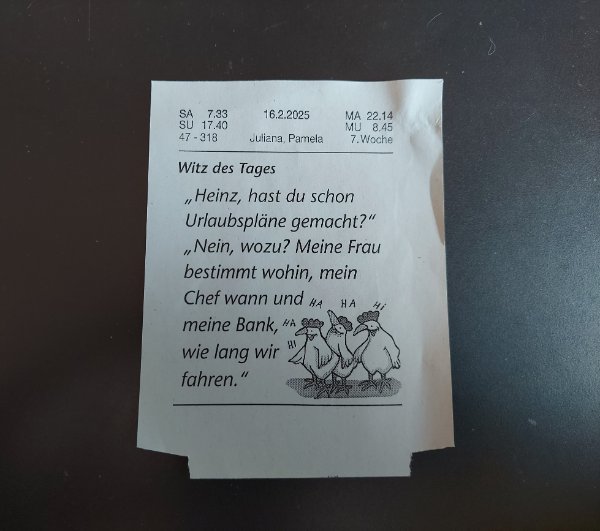 SA 7.33 16.2.2025 MA 22.14
SU 17.40 MU 8.45
47 - 318 Juliana, Pamela 7. Woche
Witz des Tages
„Heinz, hast du schon
Urlaubspläne gemacht?“
„Nein, wozu? Meine Frau
bestimmt wohin, mein
Chef wann und
meine Bank,
wie lang wir
fahren.“
HA HA Hi
HA
HI